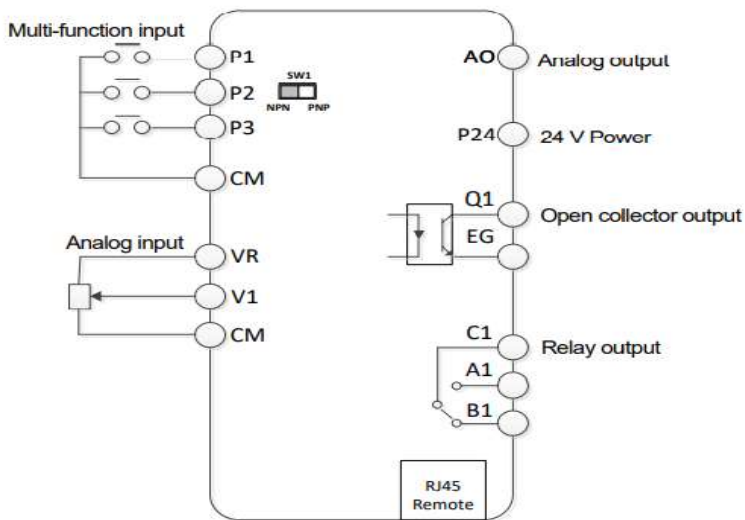 Multi-function input
P1
P2
P3
CM
SW1
NPN PNP
Analog input
VR
V1
CM
AO Analog output
P24 24 V Power
Q1
Open collector output
EG
C1
Relay output
A1
B1
RJ45
Remote